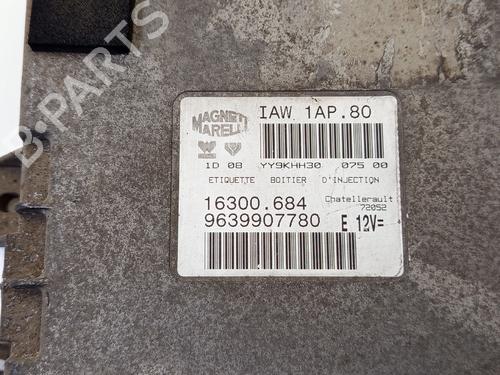 MAGNETI MARELLI
IAW 1AP.80
1D 08 YY9KHH30 075 00
ETIQUETTE BOITIER D'INJECTION
16300.684 Chatellerault
72052
9639907780 E 12V=
B-PARTS